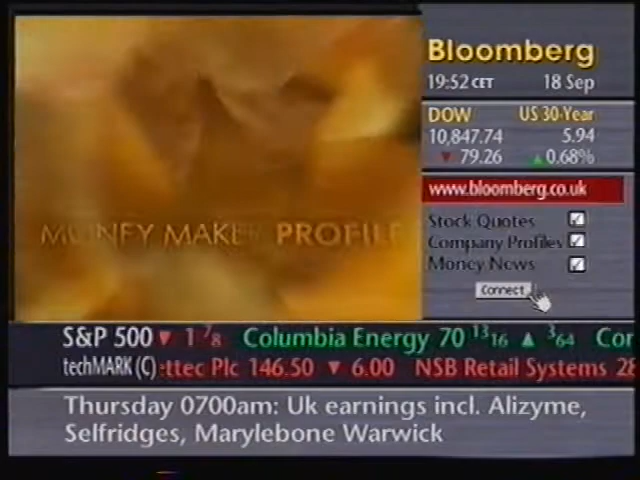 Bloomberg
19:52 CET 18 Sep
DOW US 30-Year
10,847.74 5.94
▼ 79.26 ▲ 0.68%
www.bloomberg.co.uk
Stock Quotes
Company Profiles
Money News
Connect
MONEY MAKER PROFILE
S&P 500 ▼ 1 7/8 Columbia Energy 70 13/16 ▲ 3/64 Cor
techMARK (C) :ttec Plc 146.50 ▼ 6.00 NSB Retail Systems 28
Thursday 0700am: Uk earnings incl. Alizyme,
Selfridges, Marylebone Warwick